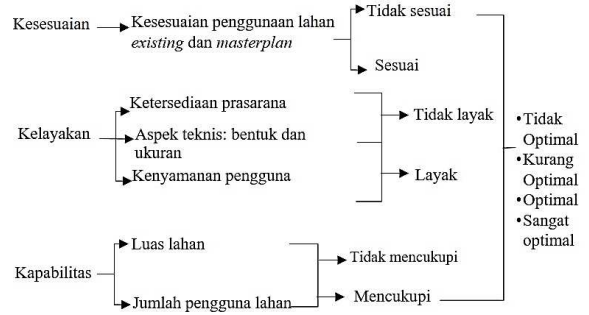 Kesesuaian
Kesesuaian penggunaan lahan
existing dan masterplan
Tidak sesuai
Sesuai
Kelayakan
Ketersediaan prasarana
Aspek teknis: bentuk dan
ukuran
Kenyamanan pengguna
Tidak layak
Layak
Kapabilitas
Luas lahan
Jumlah pengguna lahan
Tidak mencukupi
Mencukupi
•Tidak
Optimal
•Kurang
Optimal
•Optimal
•Sangat
optimal